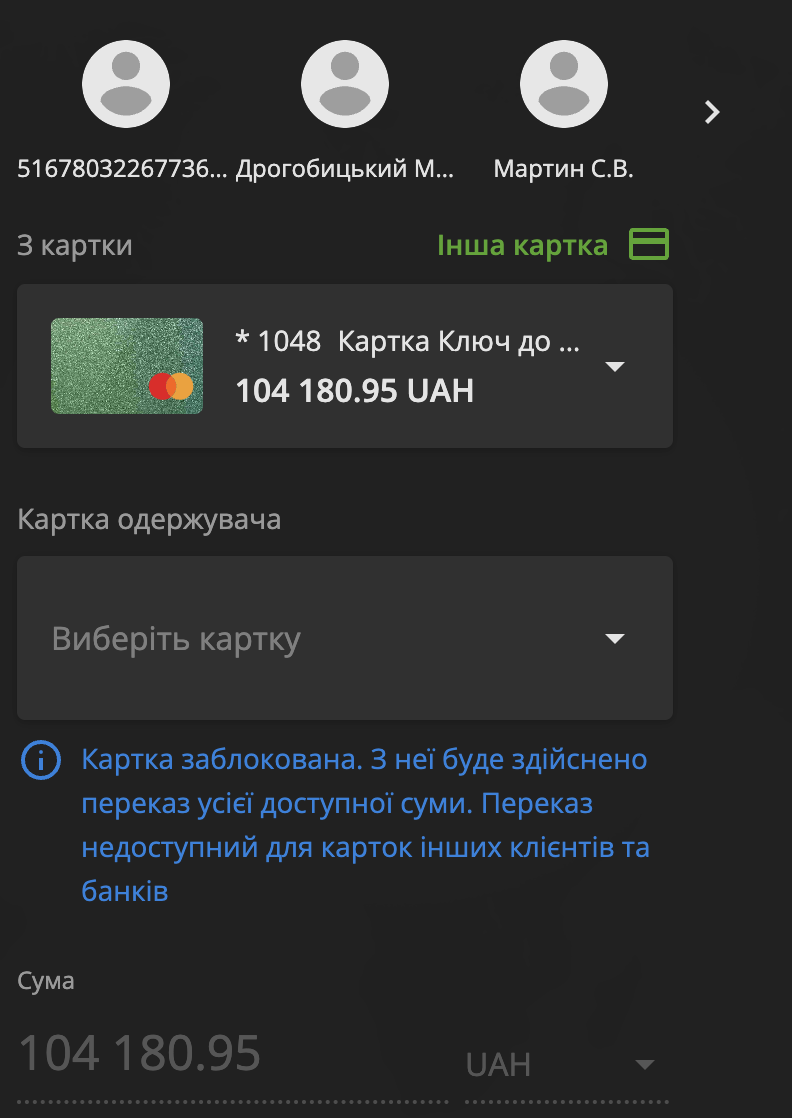 51678032267736...
Дрогобицький М...
Мартин С.В.
З картки
Інша картка
* 1048 Картка Ключ до ...
104 180.95 UAH
Картка одержувача
Виберіть картку
Картка заблокована. З неї буде здійснено
переказ усієї доступної суми. Переказ
недоступний для карток інших клієнтів та
банків
Сума
104 180.95
UAH